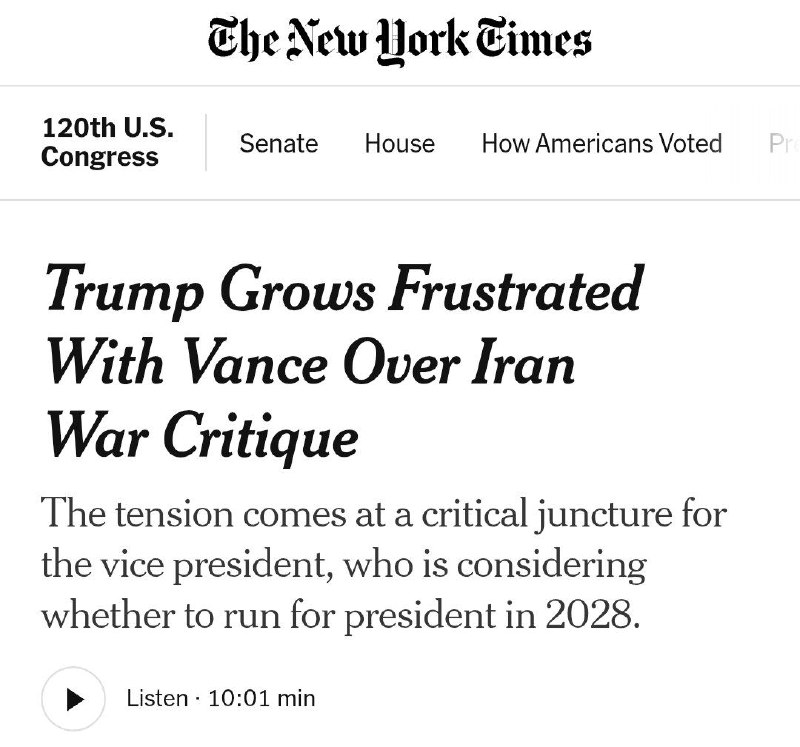 The New York Times
120th U.S.
Congress
Senate
House
How Americans Voted
Trump Grows Frustrated
With Vance Over Iran
War Critique
The tension comes at a critical juncture for
the vice president, who is considering
whether to run for president in 2028.
Listen · 10:01 min